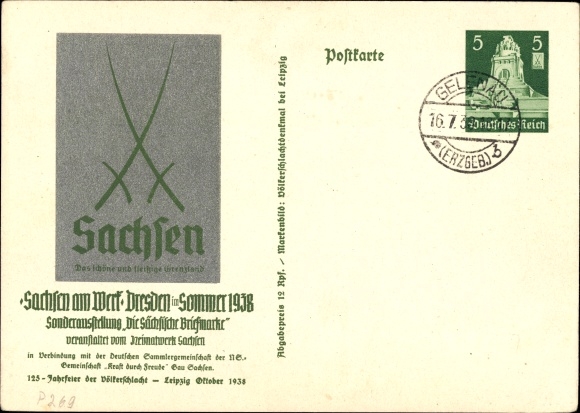 Sachsen
Das schöne und fleißige Grenzland
„Sachsen am Werk“ Dresden im Sommer 1938
Sonderausstellung „Die Sächsische Briefmarke“
veranstaltet vom Heimatwerk Sachsen
in Verbindung mit der Deutschen Sammlergemeinschaft der NS.-
Gemeinschaft „Kraft durch Freude“ Gau Sachsen.
125-Jahrfeier der Völkerschlacht — Leipzig Oktober 1938
P269
Abgabepreis 12 Rpf. – Markenbild: Völkerschlachtdenkmal bei Leipzig
Postkarte
5 5
Deutsches Reich
GELENAU
16.7.38
(ERZGEB.) 3